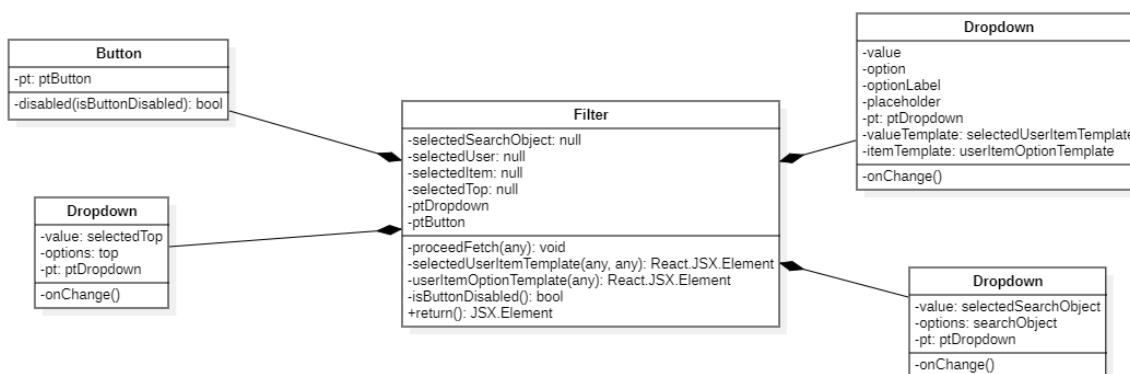 Button
-pt: ptButton
-disabled(isButtonDisabled): bool
Dropdown
-value: selectedTop
-options: top
-pt: ptDropdown
-onChange()
Filter
-selectedSearchObject: null
-selectedUser: null
-selectedItem: null
-selectedTop: null
-ptDropdown
-ptButton
-proceedFetch(any): void
-selectedUserItemTemplate(any, any): React.JSX.Element
-userItemOptionTemplate(any): React.JSX.Element
-isButtonDisabled(): bool
+return(): JSX.Element
Dropdown
-value
-option
-optionLabel
-placeholder
-pt: ptDropdown
-valueTemplate: selectedUserItemTemplate
-itemTemplate: userItemOptionTemplate
-onChange()
Dropdown
-value: selectedSearchObject
-options: searchObject
-pt: ptDropdown
-onChange()